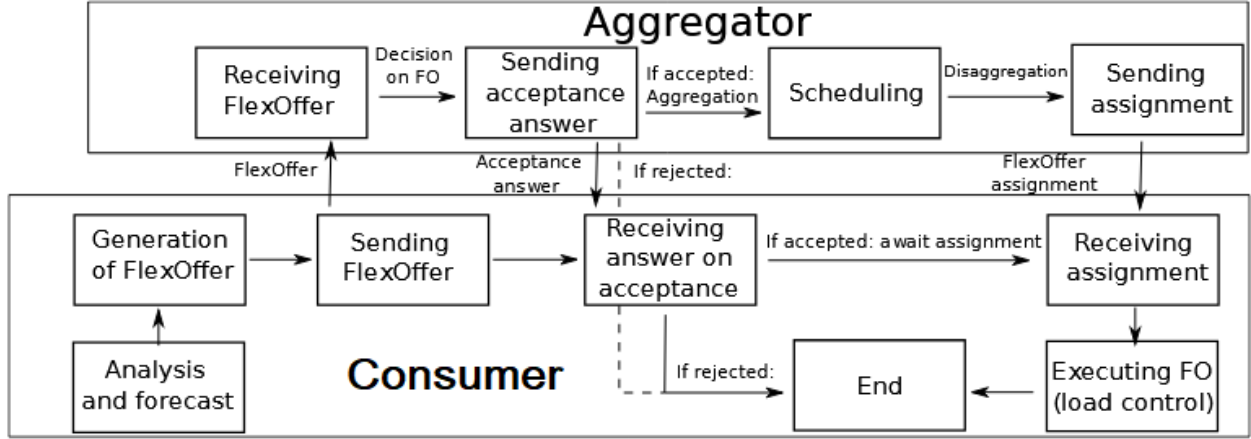 Aggregator
Receiving
FlexOffer
Decision
on FO
Sending
acceptance
answer
If accepted:
Aggregation
Scheduling
Disaggregation
Sending
assignment
FlexOffer
Acceptance
answer
If rejected:
FlexOffer
assignment
Generation
of FlexOffer
Sending
FlexOffer
Receiving
answer on
acceptance
If accepted: await assignment
Receiving
assignment
Analysis
and forecast
Consumer
If rejected:
End
Executing FO
(load control)